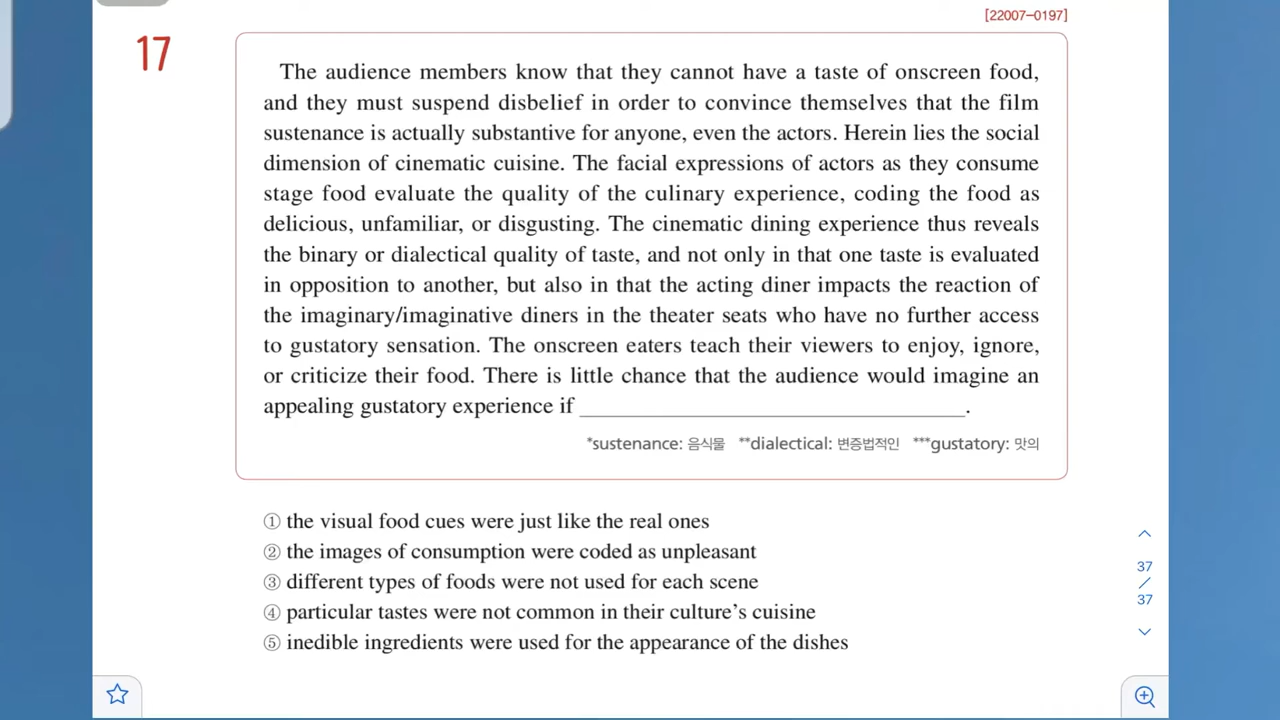 [22007-0197]
17
The audience members know that they cannot have a taste of onscreen food,
and they must suspend disbelief in order to convince themselves that the film
sustenance is actually substantive for anyone, even the actors. Herein lies the social
dimension of cinematic cuisine. The facial expressions of actors as they consume
stage food evaluate the quality of the culinary experience, coding the food as
delicious, unfamiliar, or disgusting. The cinematic dining experience thus reveals
the binary or dialectical quality of taste, and not only in that one taste is evaluated
in opposition to another, but also in that the acting diner impacts the reaction of
the imaginary/imaginative diners in the theater seats who have no further access
to gustatory sensation. The onscreen eaters teach their viewers to enjoy, ignore,
or criticize their food. There is little chance that the audience would imagine an
appealing gustatory experience if ______________________________.
*sustenance: 음식물 **dialectical: 변증법적인 ***gustatory: 맛의
① the visual food cues were just like the real ones
② the images of consumption were coded as unpleasant
③ different types of foods were not used for each scene
④ particular tastes were not common in their culture's cuisine
⑤ inedible ingredients were used for the appearance of the dishes
37
/
37